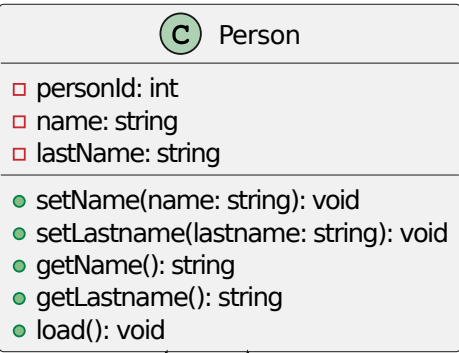 C Person
personId: int
name: string
lastName: string
setName(name: string): void
setLastname(lastname: string): void
getName(): string
getLastname(): string
load(): void